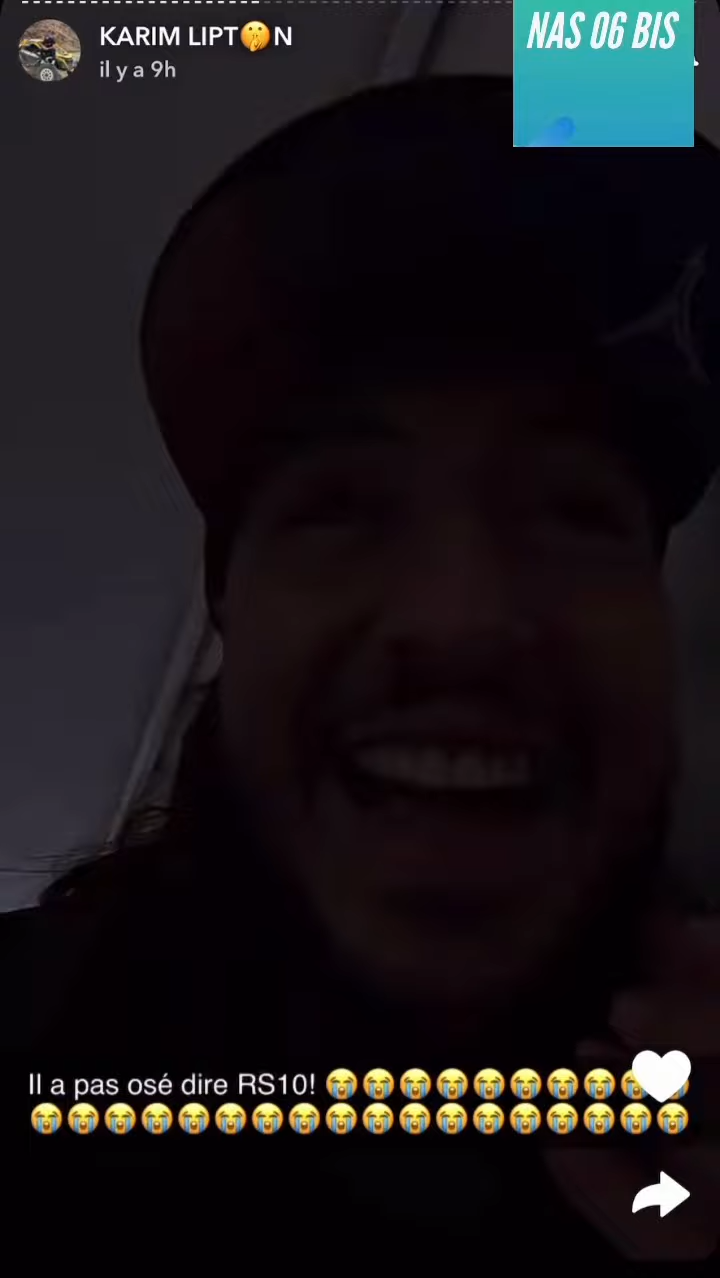 KARIM LIPT🤫N
il y a 9h
NAS 06 BIS
Il a pas osé dire RS10! 😭😭😭😭😭😭😭😭😭😭
😭😭😭😭😭😭😭😭😭😭😭😭😭😭😭😭😭😭